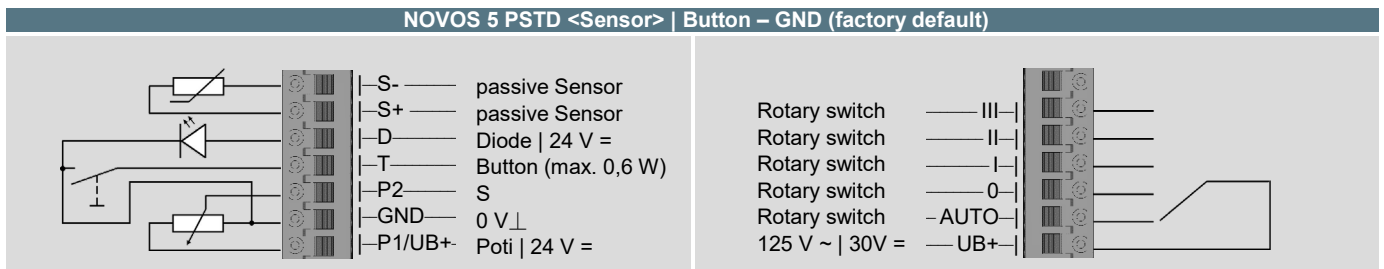 NOVOS 5 PSTD <Sensor> | Button – GND (factory default)
S- passive Sensor
S+ passive Sensor
D Diode | 24 V =
T Button (max. 0,6 W)
P2 S
GND 0 V⊥
P1/UB+ Poti | 24 V =
Rotary switch III
Rotary switch II
Rotary switch I
Rotary switch 0
Rotary switch AUTO
125 V ~ | 30V = UB+